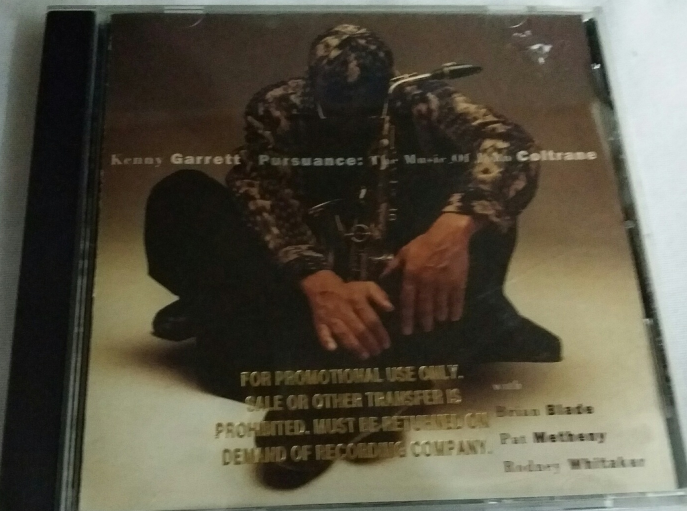 Kenny Garrett Pursuance: The Music Of John Coltrane
FOR PROMOTIONAL USE ONLY.
SALE OR OTHER TRANSFER IS
PROHIBITED. MUST BE RETURNED ON
DEMAND OF RECORDING COMPANY.
with
Brian Blade
Pat Metheny
Rodney Whitaker